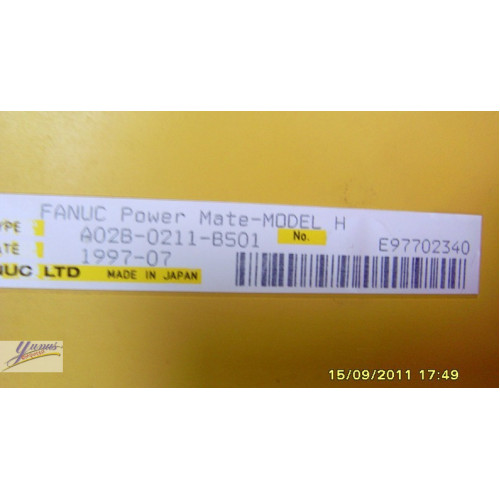 FANUC Power Mate-MODEL H
YPE A02B-0211-B501 No. E97702340
ATE 1997-07
NUC LTD MADE IN JAPAN
Yunus
15/09/2011 17:49